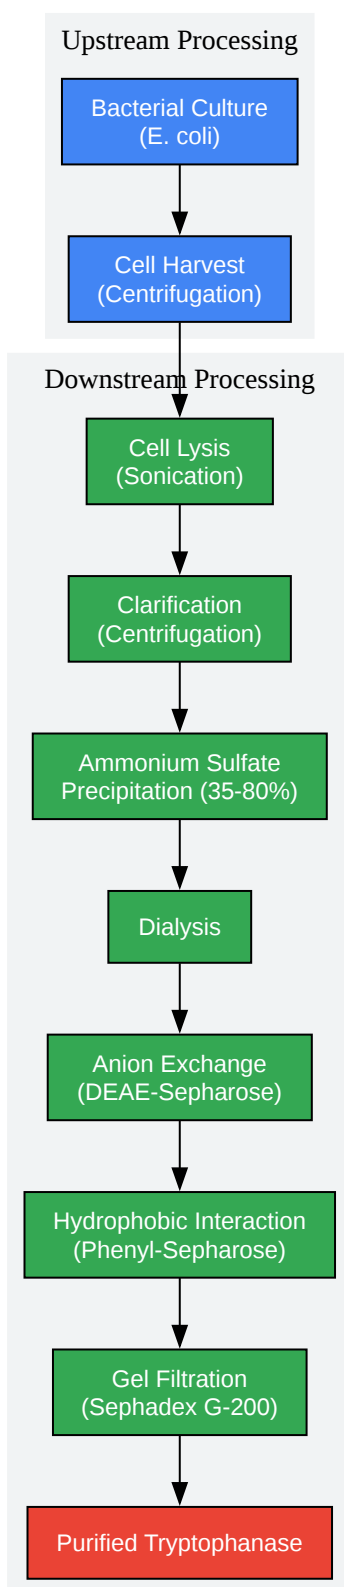 Upstream Processing
Bacterial Culture
(E. coli)
Cell Harvest
(Centrifugation)
Downstream Processing
Cell Lysis
(Sonication)
Clarification
(Centrifugation)
Ammonium Sulfate
Precipitation (35-80%)
Dialysis
Anion Exchange
(DEAE-Sepharose)
Hydrophobic Interaction
(Phenyl-Sepharose)
Gel Filtration
(Sephadex G-200)
Purified Tryptophanase